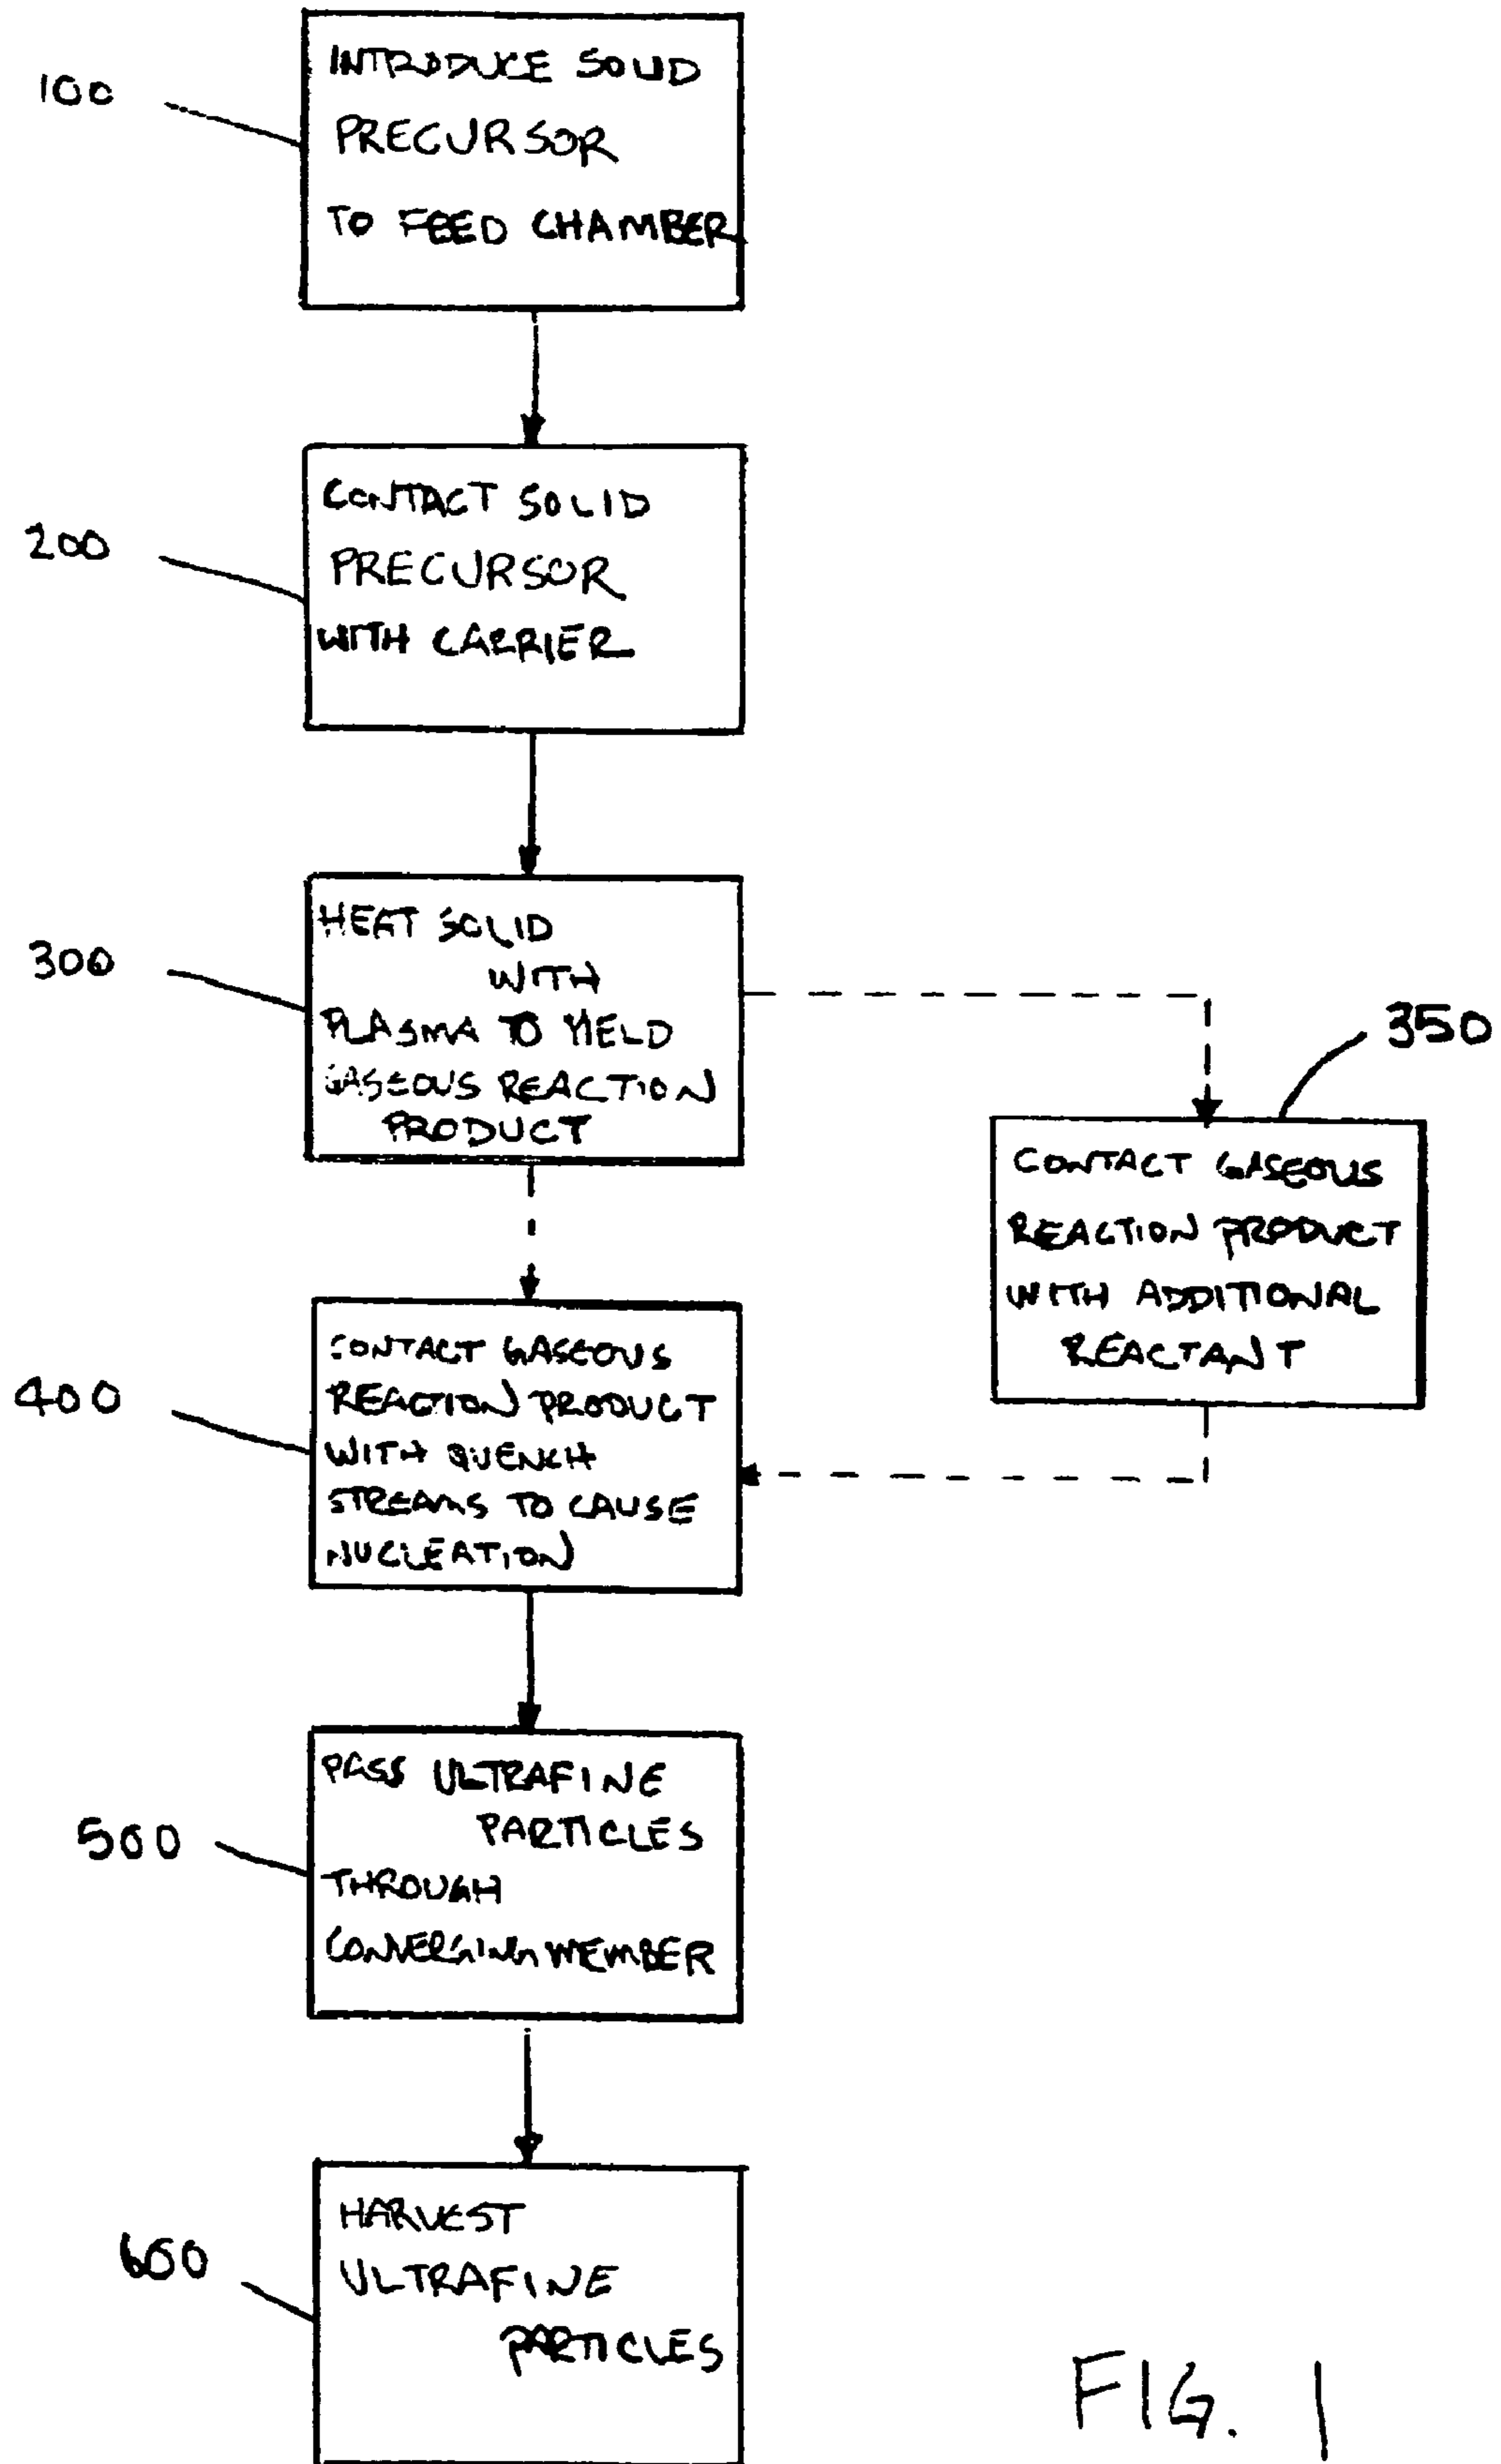 100
INTRODUCE SOLID
PRECURSOR
TO FEED CHAMBER
200
CONTACT SOLID
PRECURSOR
WITH CARRIER
300
HEAT SOLID
WITH
PLASMA TO YIELD
GASEOUS REACTION
PRODUCT
350
CONTACT GASEOUS
REACTION PRODUCT
WITH ADDITIONAL
REACTANT
400
CONTACT GASEOUS
REACTION PRODUCT
WITH QUENCH
STREAMS TO CAUSE
NUCLEATION
500
PASS ULTRAFINE
PARTICLES
THROUGH
CONVERGING MEMBER
600
HARVEST
ULTRAFINE
PARTICLES
FIG. 1